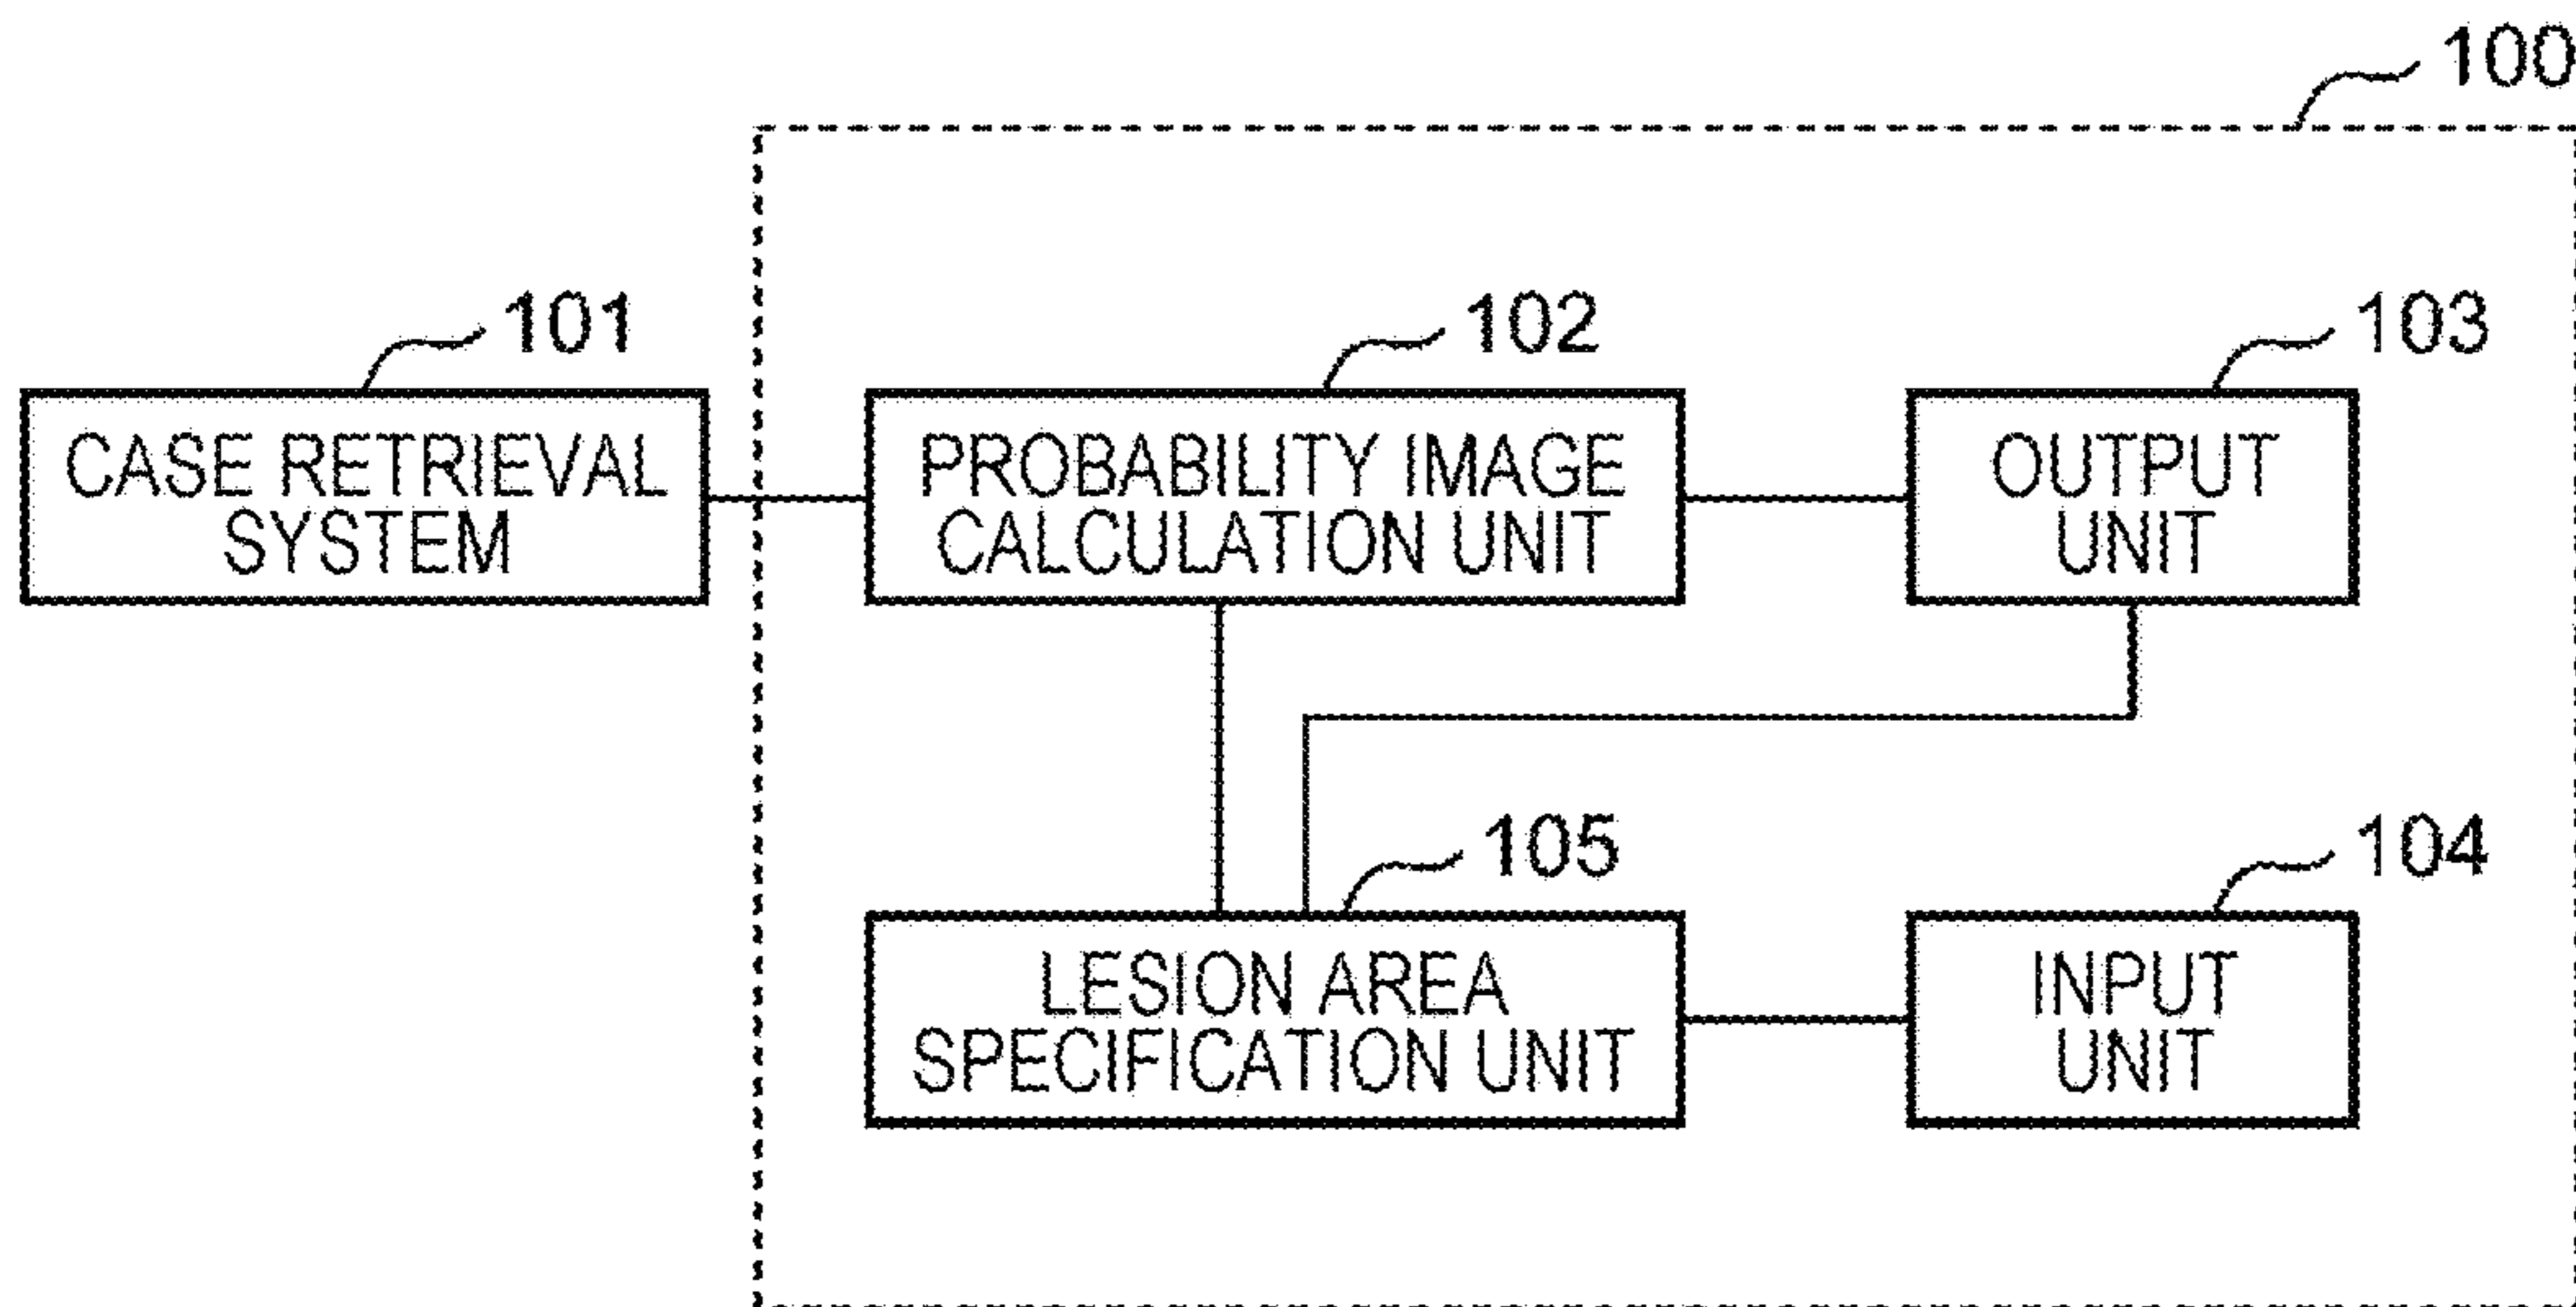 100
101
102
103
CASE RETRIEVAL
SYSTEM
PROBABILITY IMAGE
CALCULATION UNIT
OUTPUT
UNIT
105
104
LESION AREA
SPECIFICATION UNIT
INPUT
UNIT